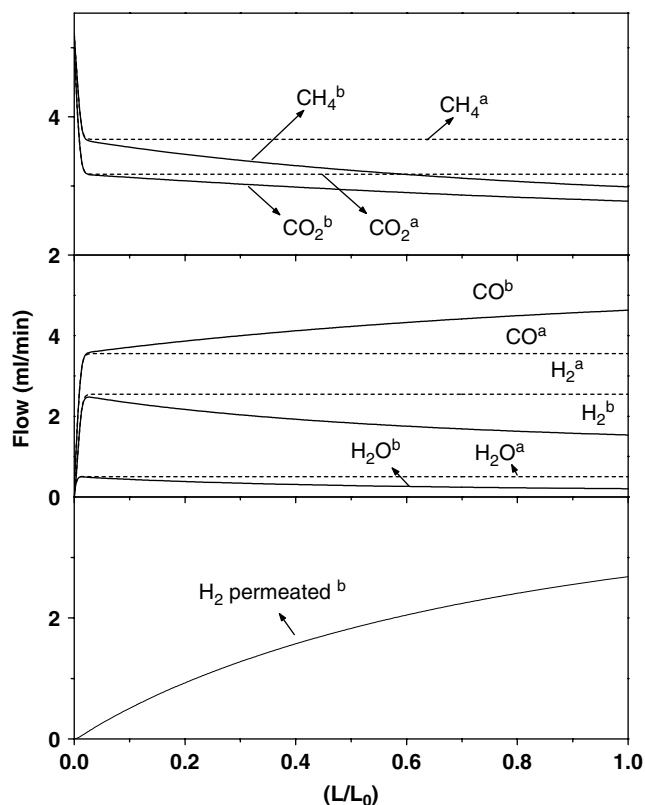 CH₄ᵇ
CH₄ᵃ
4
CO₂ᵇ
CO₂ᵃ
2
Flow (ml/min)
COᵇ
4
COᵃ
H₂ᵃ
2
H₂ᵇ
H₂Oᵇ
H₂Oᵃ
0
2
H₂ permeated ᵇ
0
0.0 0.2 0.4 0.6 0.8 1.0
(L/L₀)